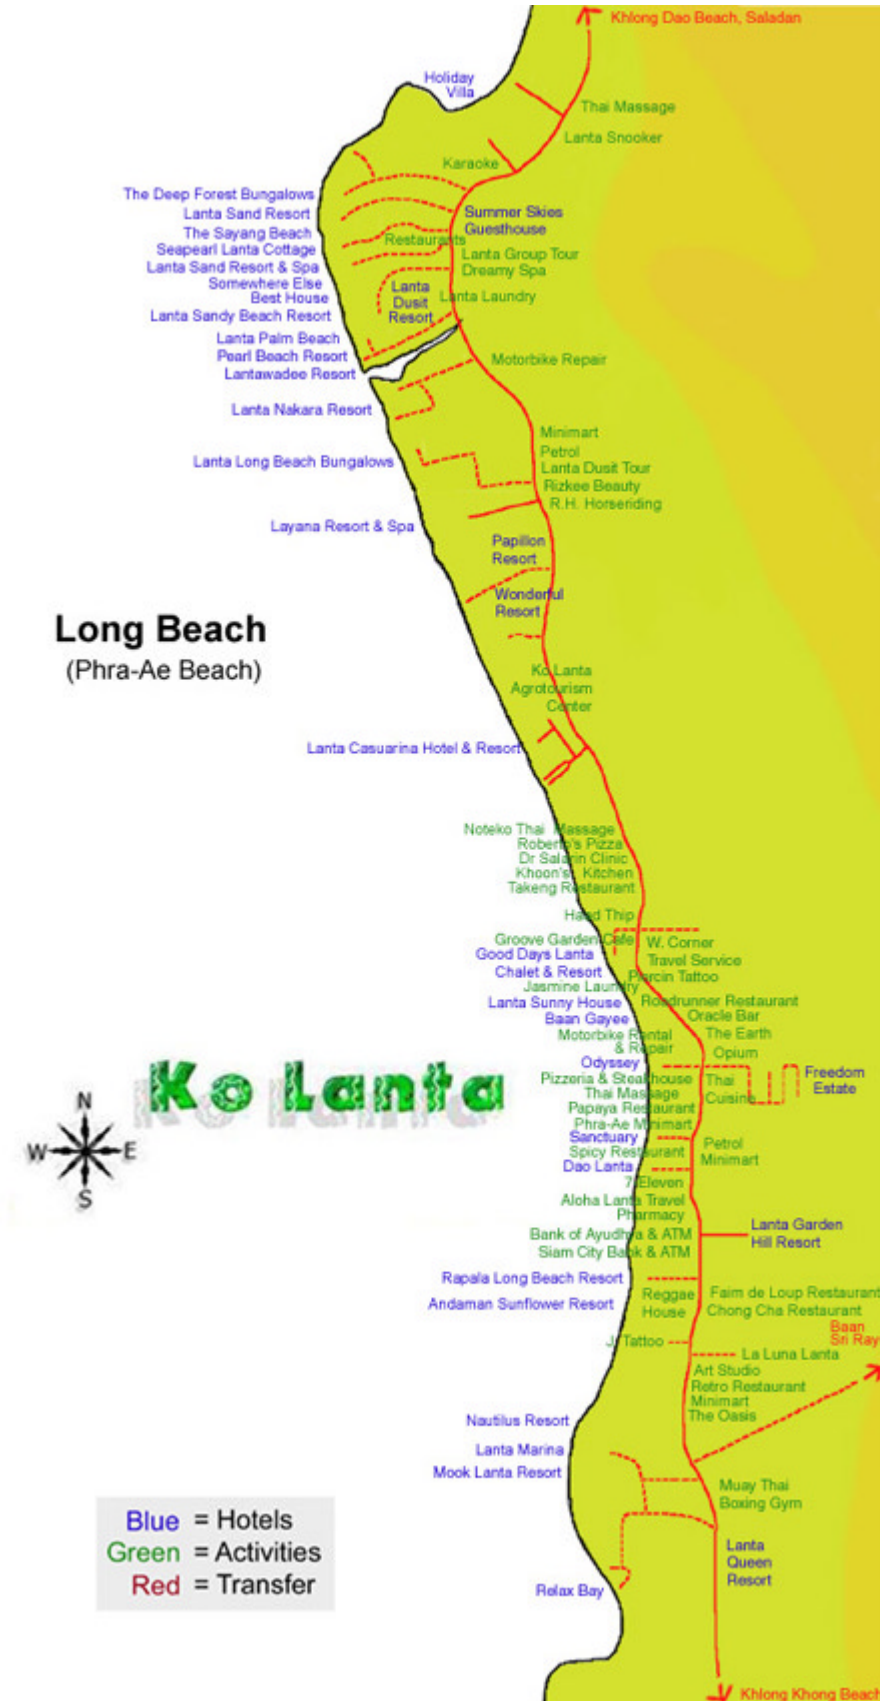 Khlong Dao Beach, Saladan
Holiday
Villa
Thai Massage
Lanta Snooker
Karaoke
The Deep Forest Bungalows
Lanta Sand Resort
Summer Skies
Guesthouse
The Sayang Beach
Restaurants
Seapearl Lanta Cottage
Lanta Group Tour
Lanta Sand Resort & Spa
Dreamy Spa
Somewhere Else
Best House
Lanta
Dusit
Resort
Lanta Laundry
Lanta Sandy Beach Resort
Lanta Palm Beach
Pearl Beach Resort
Motorbike Repair
Lantawadee Resort
Lanta Nakara Resort
Minimart
Petrol
Lanta Long Beach Bungalows
Lanta Dusit Tour
Rizkee Beauty
R.H. Horseriding
Layana Resort & Spa
Papillon
Resort
Wonderful
Resort
Long Beach
(Phra-Ae Beach)
Ko Lanta
Agrotourism
Center
Lanta Casuarina Hotel & Resort
Noteko Thai Massage
Roberto's Pizza
Dr Salarin Clinic
Khoon's Kitchen
Takeng Restaurant
Haad Thip
Groove Garden Cafe
W. Corner
Good Days Lanta
Travel Service
Chalet & Resort
Piercin Tattoo
Jasmine Laundry
Lanta Sunny House
Roadrunner Restaurant
Baan Gayee
Oracle Bar
Motorbike Rental
& Repair
The Earth
Opium
Odyssey
Freedom
Estate
Pizzeria & Steakhouse
Thai
Cuisine
Thai Massage
Papaya Restaurant
Phra-Ae Minimart
Ko Lanta
N
W
E
S
Sanctuary
Petrol
Spicy Restaurant
Minimart
Dao Lanta
7 Eleven
Aloha Lanta Travel
Pharmacy
Lanta Garden
Hill Resort
Bank of Ayudhya & ATM
Siam City Bank & ATM
Rapala Long Beach Resort
Reggae
House
Faim de Loup Restaurant
Andaman Sunflower Resort
Chong Cha Restaurant
Baan
Sri Ray
J. Tattoo
La Luna Lanta
Art Studio
Retro Restaurant
Minimart
The Oasis
Nautilus Resort
Lanta Marina
Mook Lanta Resort
Muay Thai
Boxing Gym
Blue = Hotels
Green = Activities
Red = Transfer
Lanta
Queen
Resort
Relax Bay
Khlong Khong Beach